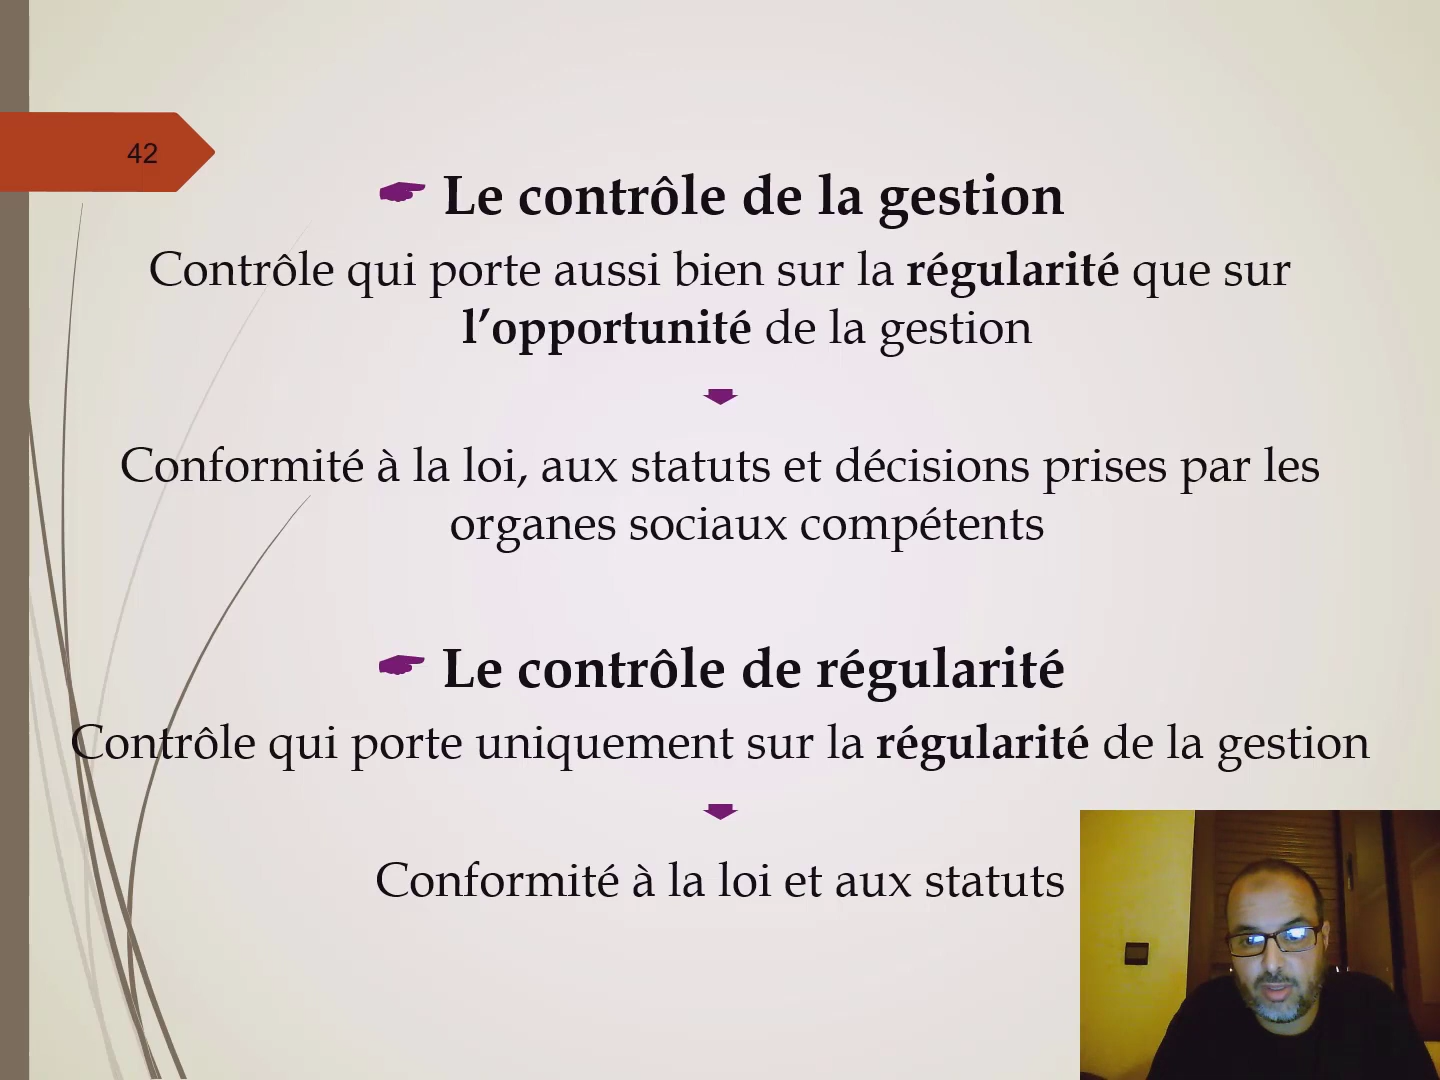 42
Le contrôle de la gestion
Contrôle qui porte aussi bien sur la régularité que sur
l’opportunité de la gestion
Conformité à la loi, aux statuts et décisions prises par les
organes sociaux compétents
Le contrôle de régularité
Contrôle qui porte uniquement sur la régularité de la gestion
Conformité à la loi et aux statuts